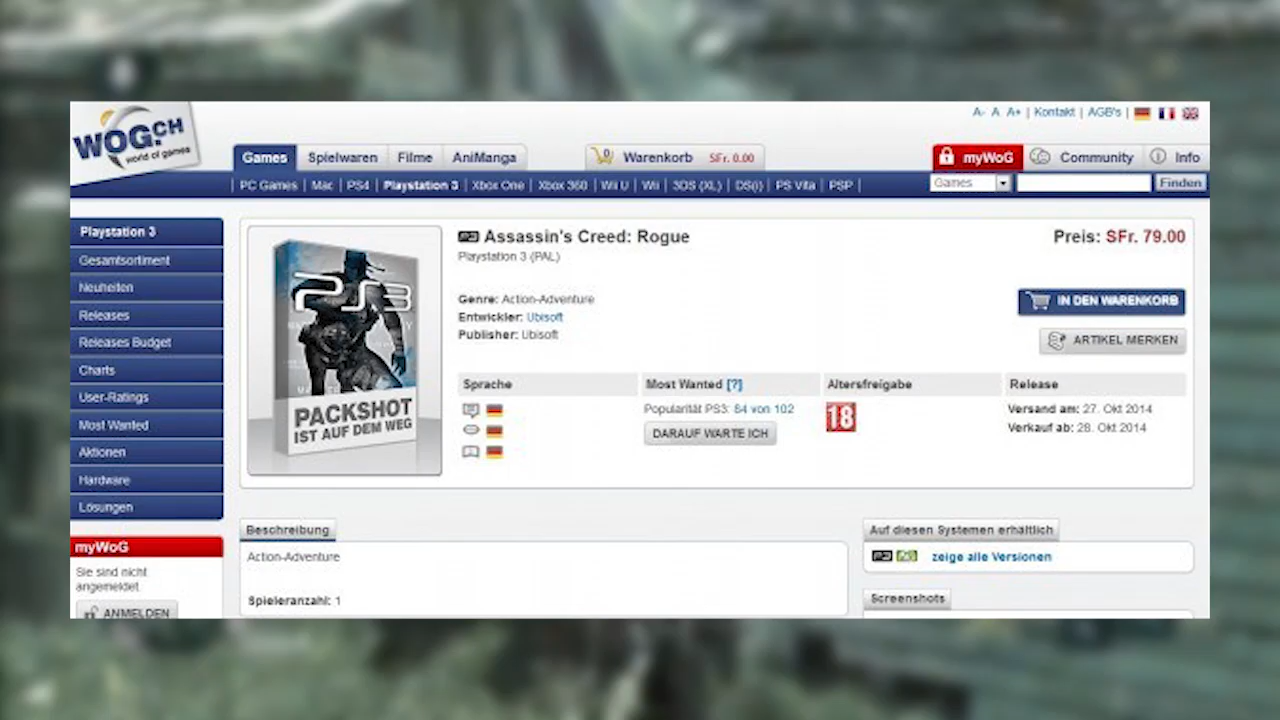 WOG.CH
world of games
A- A A+ | Kontakt | AGB's |
Games Spielwaren Filme AniManga
0 Warenkorb SFr. 0.00
myWoG Community Info
| PC Games | Mac | PS4 | Playstation 3 | Xbox One | Xbox 360 | Wii U | Wii | 3DS (XL) | DS(i) | PS Vita | PSP |
Games Finden
Playstation 3
Gesamtsortiment
Neuheiten
Releases
Releases Budget
Charts
User-Ratings
Most Wanted
Aktionen
Hardware
Lösungen
myWoG
Sie sind nicht
angemeldet
ANMELDEN
PS3
PACKSHOT
IST AUF DEM WEG
Assassin's Creed: Rogue
Playstation 3 (PAL)
Preis: SFr. 79.00
Genre: Action-Adventure
Entwickler: Ubisoft
Publisher: Ubisoft
IN DEN WARENKORB
ARTIKEL MERKEN
Sprache
Most Wanted [?]
Popularität PS3: 84 von 102
DARAUF WARTE ICH
Altersfreigabe
18
Release
Versand am: 27. Okt 2014
Verkauf ab: 28. Okt 2014
Beschreibung
Action-Adventure
Spieleranzahl: 1
Auf diesen Systemen erhältlich
zeige alle Versionen
Screenshots